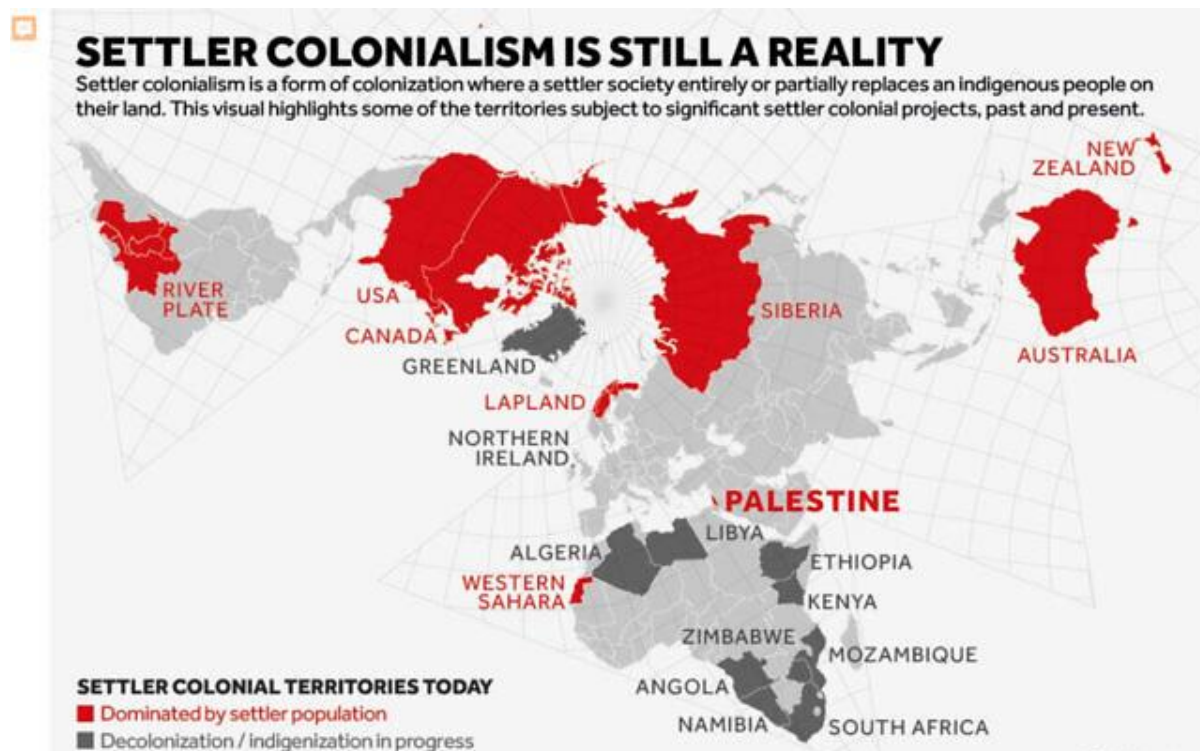 SETTLER COLONIALISM IS STILL A REALITY
Settler colonialism is a form of colonization where a settler society entirely or partially replaces an indigenous people on
their land. This visual highlights some of the territories subject to significant settler colonial projects, past and present.
NEW
ZEALAND
RIVER
PLATE
USA
CANADA
GREENLAND
SIBERIA
AUSTRALIA
LAPLAND
NORTHERN
IRELAND
PALESTINE
ALGERIA
LIBYA
ETHIOPIA
WESTERN
SAHARA
KENYA
ZIMBABWE
MOZAMBIQUE
ANGOLA
NAMIBIA
SOUTH AFRICA
SETTLER COLONIAL TERRITORIES TODAY
Dominated by settler population
Decolonization / indigenization in progress